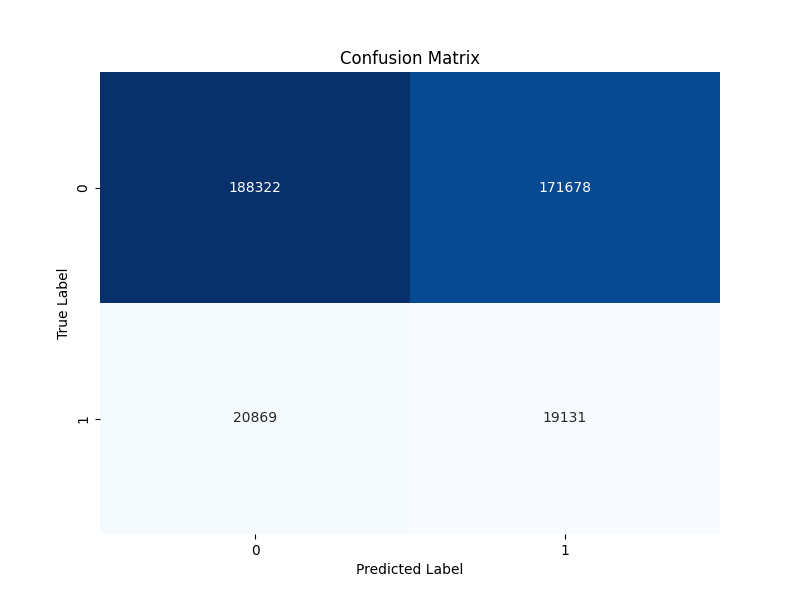 Confusion Matrix
0
188322
171678
True Label
1
20869
19131
0
1
Predicted Label